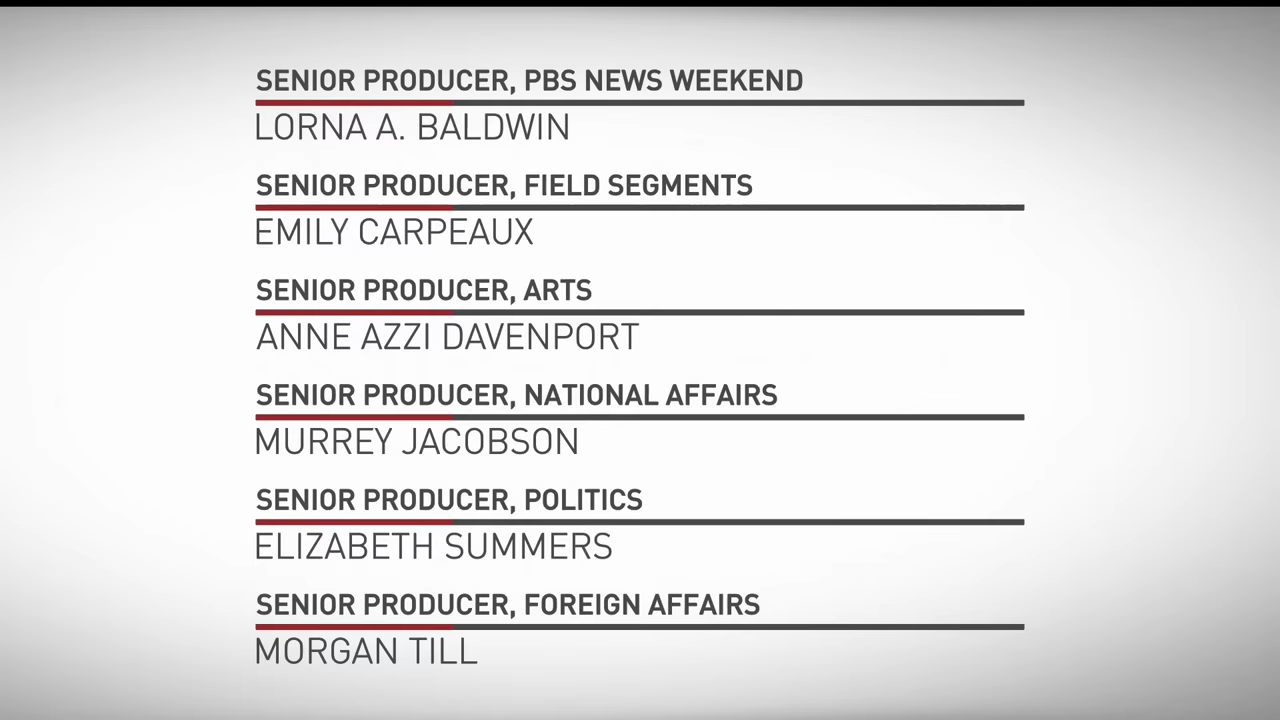 SENIOR PRODUCER, PBS NEWS WEEKEND
LORNA A. BALDWIN
SENIOR PRODUCER, FIELD SEGMENTS
EMILY CARPEAUX
SENIOR PRODUCER, ARTS
ANNE AZZI DAVENPORT
SENIOR PRODUCER, NATIONAL AFFAIRS
MURREY JACOBSON
SENIOR PRODUCER, POLITICS
ELIZABETH SUMMERS
SENIOR PRODUCER, FOREIGN AFFAIRS
MORGAN TILL